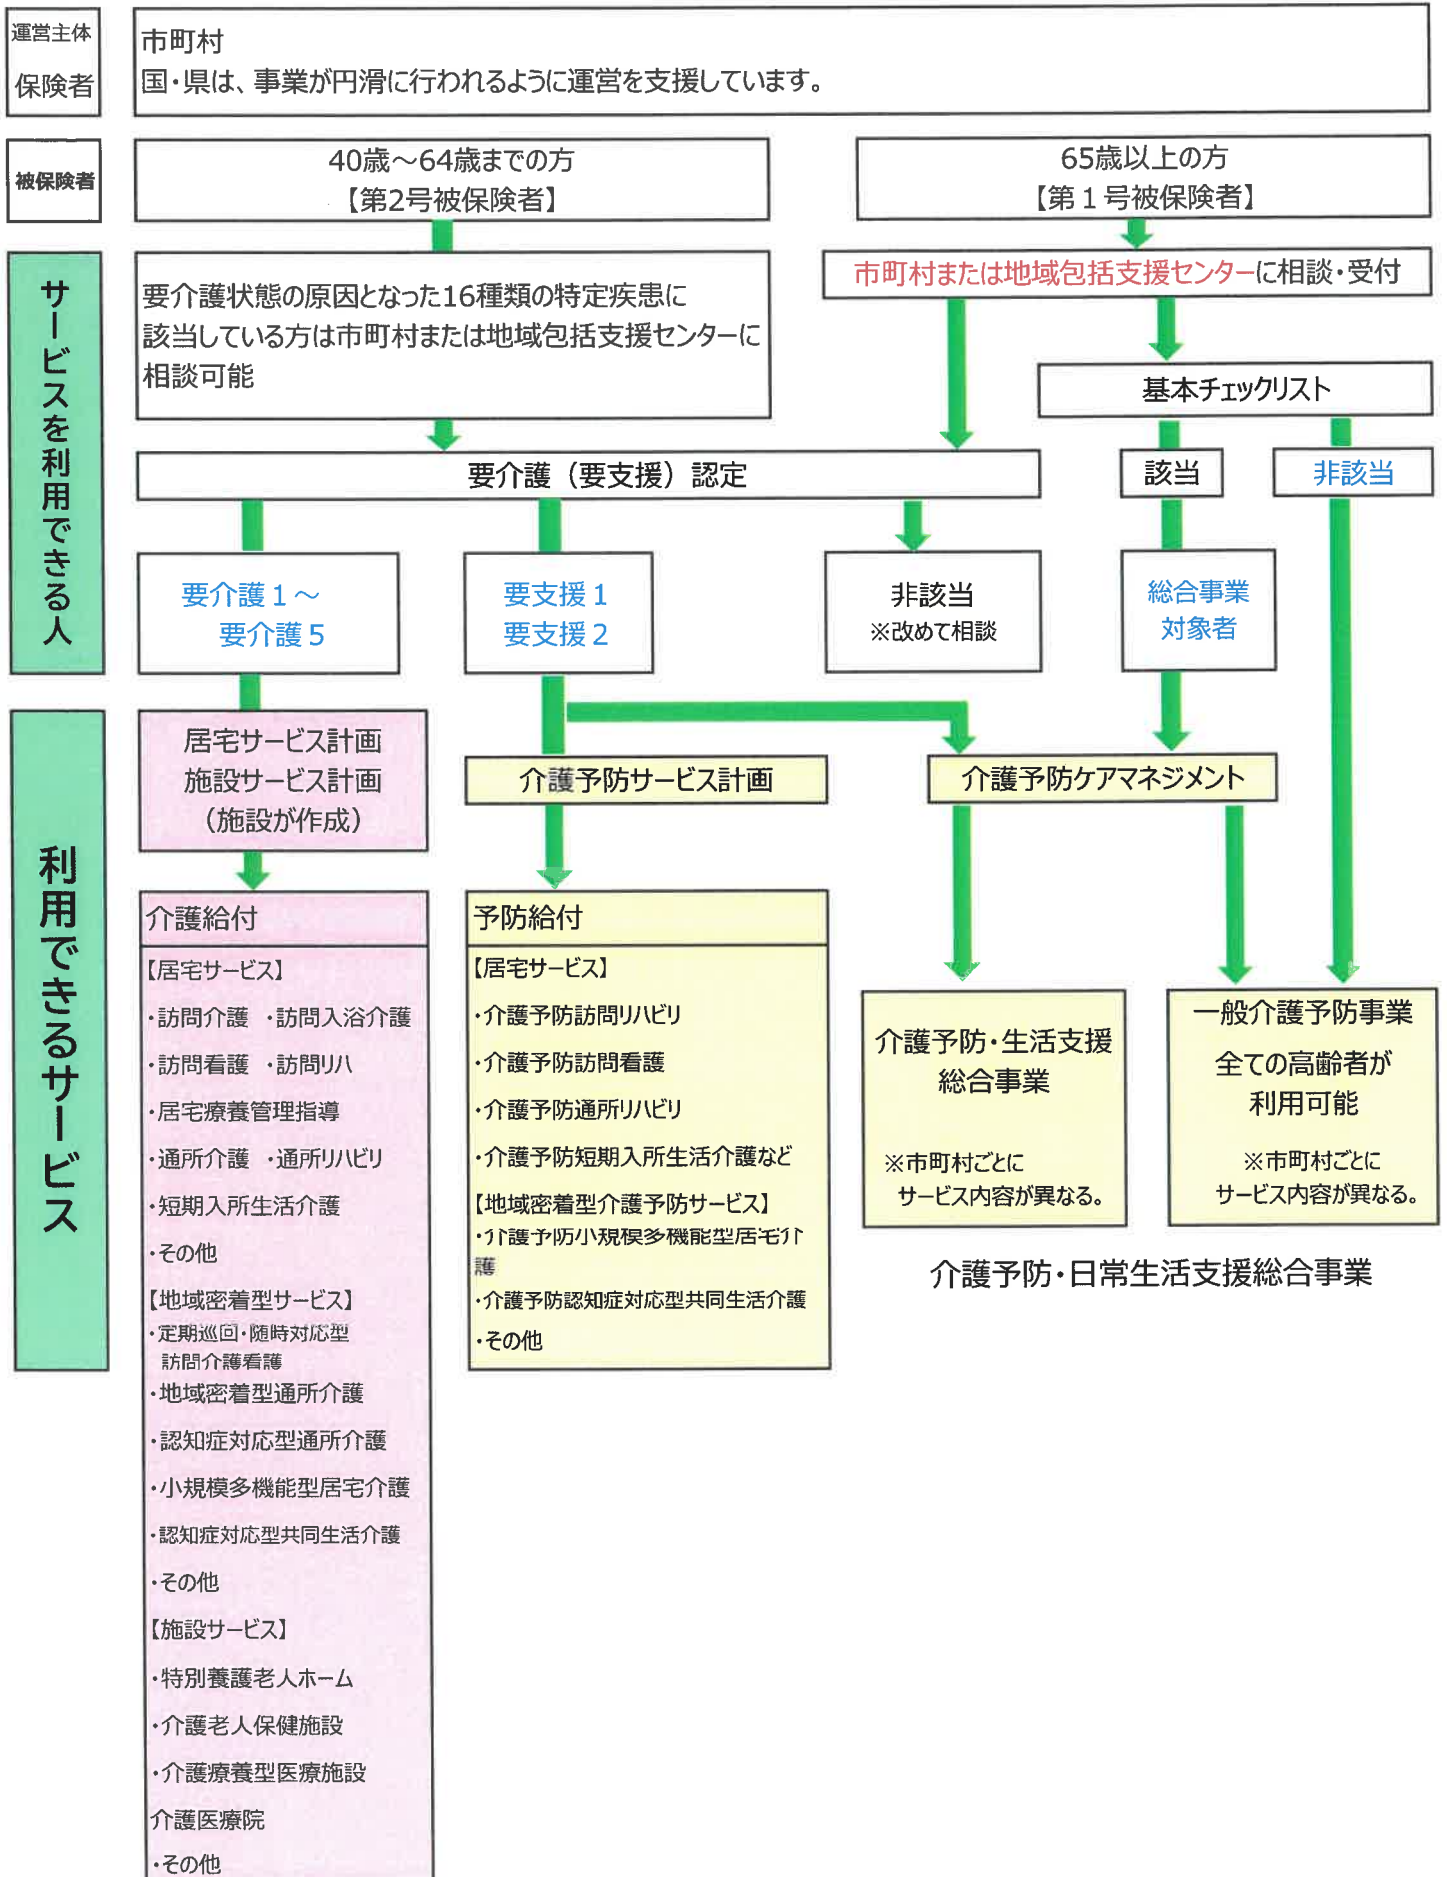 運営主体
保険者
市町村
国・県は、事業が円滑に行われるように運営を支援しています。
被保険者
40歳～64歳までの方
【第2号被保険者】
65歳以上の方
【第１号被保険者】
サービスを利用できる人
要介護状態の原因となった16種類の特定疾患に
該当している方は市町村または地域包括支援センターに
相談可能
市町村または地域包括支援センターに相談・受付
基本チェックリスト
要介護（要支援）認定
該当
非該当
要介護１～
要介護５
要支援１
要支援２
非該当
※改めて相談
総合事業
対象者
利用できるサービス
居宅サービス計画
施設サービス計画
（施設が作成）
介護予防サービス計画
介護予防ケアマネジメント
介護給付
【居宅サービス】
・訪問介護　・訪問入浴介護
・訪問看護　・訪問リハ
・居宅療養管理指導
・通所介護　・通所リハビリ
・短期入所生活介護
・その他
【地域密着型サービス】
・定期巡回・随時対応型
訪問介護看護
・地域密着型通所介護
・認知症対応型通所介護
・小規模多機能型居宅介護
・認知症対応型共同生活介護
・その他
【施設サービス】
・特別養護老人ホーム
・介護老人保健施設
・介護療養型医療施設
介護医療院
・その他
予防給付
【居宅サービス】
・介護予防訪問リハビリ
・介護予防訪問看護
・介護予防通所リハビリ
・介護予防短期入所生活介護など
【地域密着型介護予防サービス】
・介護予防小規模多機能型居宅介
護
・介護予防認知症対応型共同生活介護
・その他
介護予防・生活支援
総合事業
※市町村ごとに
サービス内容が異なる。
一般介護予防事業
全ての高齢者が
利用可能
※市町村ごとに
サービス内容が異なる。
介護予防・日常生活支援総合事業